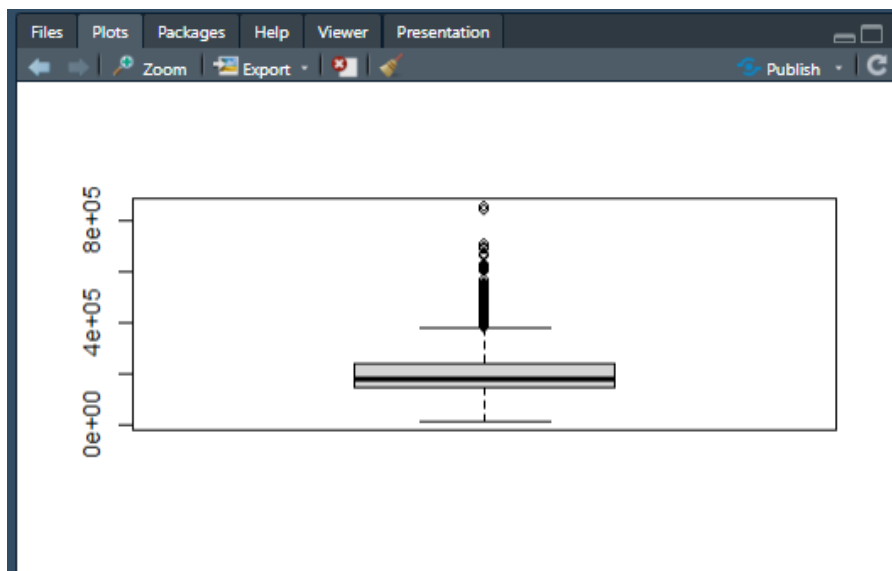 Files Plots Packages Help Viewer Presentation
Zoom Export Publish
8e+05
4e+05
0e+00